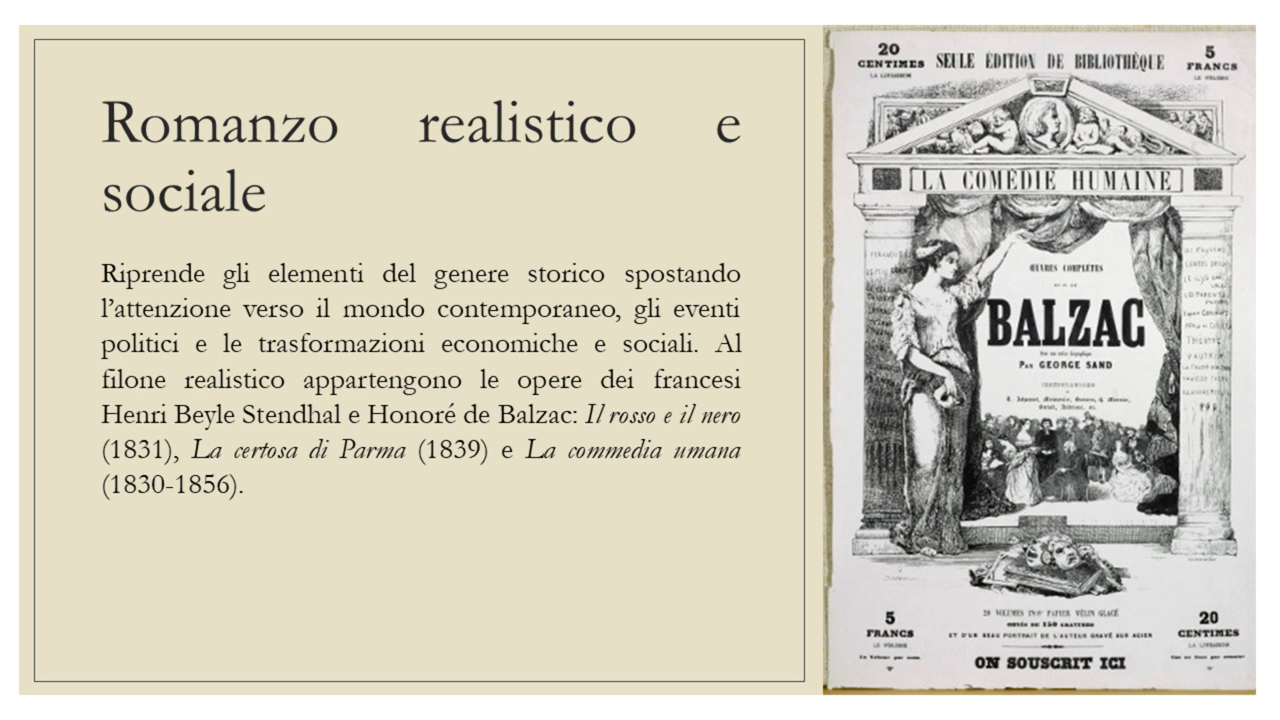 Romanzo realistico e
sociale
Riprende gli elementi del genere storico spostando
l’attenzione verso il mondo contemporaneo, gli eventi
politici e le trasformazioni economiche e sociali. Al
filone realistico appartengono le opere dei francesi
Henri Beyle Stendhal e Honoré de Balzac: Il rosso e il nero
(1831), La certosa di Parma (1839) e La commedia umana
(1830-1856).
20
CENTIMES
LA LIVRAISON
SEULE ÉDITION DE BIBLIOTHÈQUE
5
FRANCS
LE VOLUME
LA COMÉDIE HUMAINE
ŒUVRES COMPLÈTES
BALZAC
PAR GEORGE SAND
THEATRE
VAUTRIN
5
FRANCS
LE VOLUME
20 VOLUMES IN-8° PAPIER VÉLIN GLACÉ
ORNÉS DE 150 GRAVURES
ET D'UN BEAU PORTRAIT DE L'AUTEUR GRAVÉ SUR ACIER
ON SOUSCRIT ICI
20
CENTIMES
LA LIVRAISON